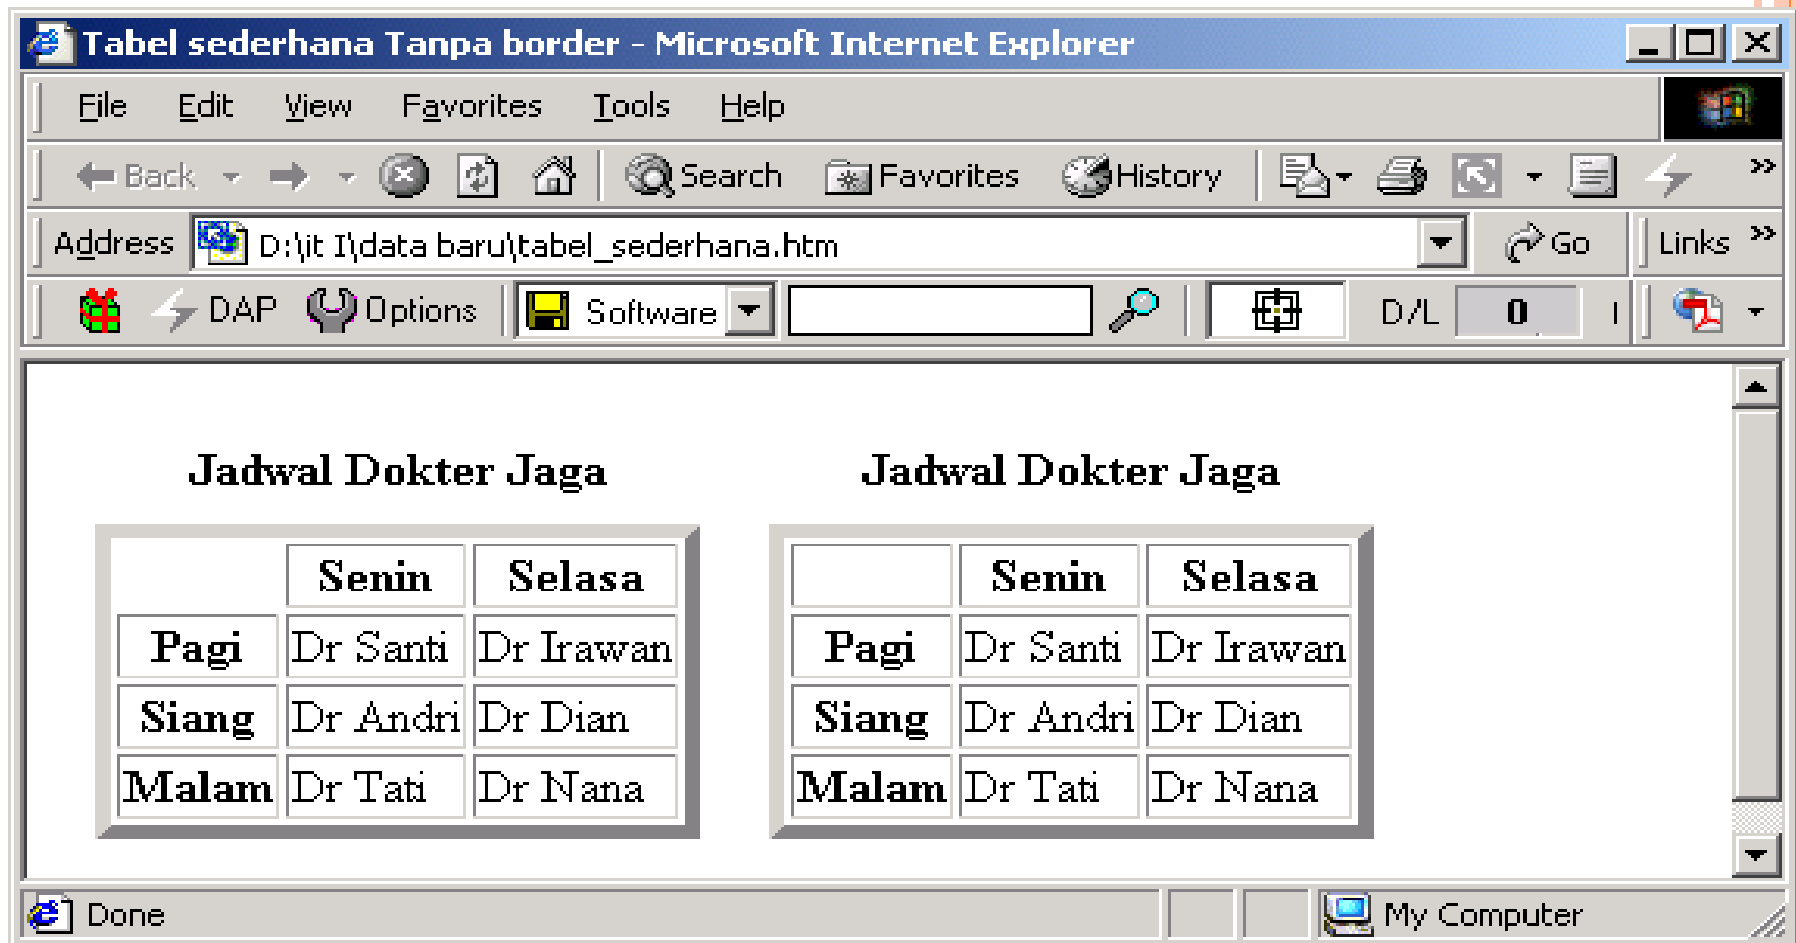 Tabel sederhana Tanpa border - Microsoft Internet Explorer
File Edit View Favorites Tools Help
Back Search Favorites History
Address D:\it I\data baru\tabel_sederhana.htm Go Links
DAP Options Software D/L 0
Jadwal Dokter Jaga Jadwal Dokter Jaga
Senin Selasa Senin Selasa
Pagi Dr Santi Dr Irawan Pagi Dr Santi Dr Irawan
Siang Dr Andri Dr Dian Siang Dr Andri Dr Dian
Malam Dr Tati Dr Nana Malam Dr Tati Dr Nana
Done My Computer